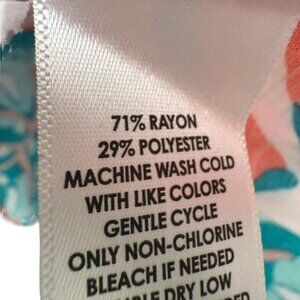 71% RAYON
29% POLYESTER
MACHINE WASH COLD
WITH LIKE COLORS
GENTLE CYCLE
ONLY NON-CHLORINE
BLEACH IF NEEDED
DRY LOW